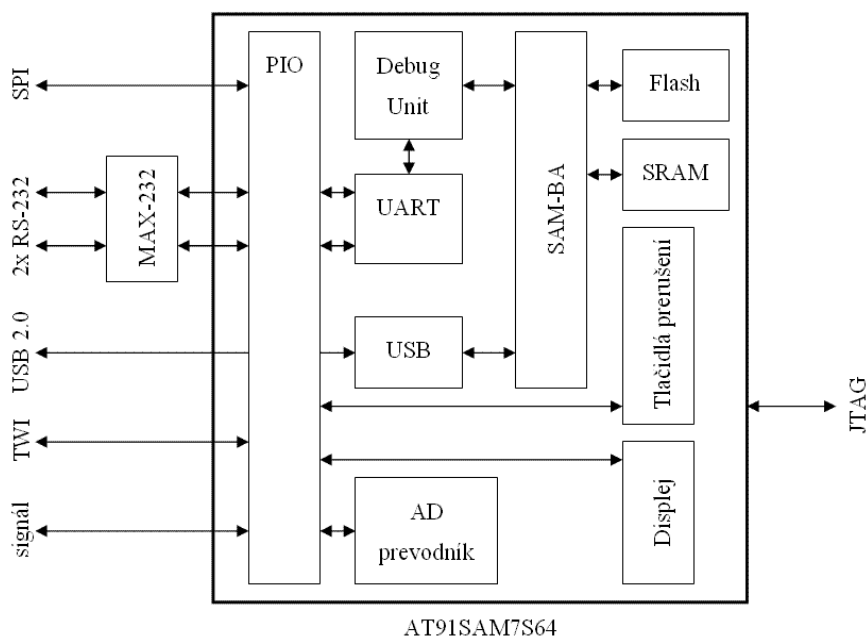 SPI
2x RS-232
USB 2.0
TWI
signál
MAX-232
PIO
Debug
Unit
UART
USB
AD
prevodník
SAM-BA
Flash
SRAM
Tlačidlá prerušení
Displej
JTAG
AT91SAM7S64